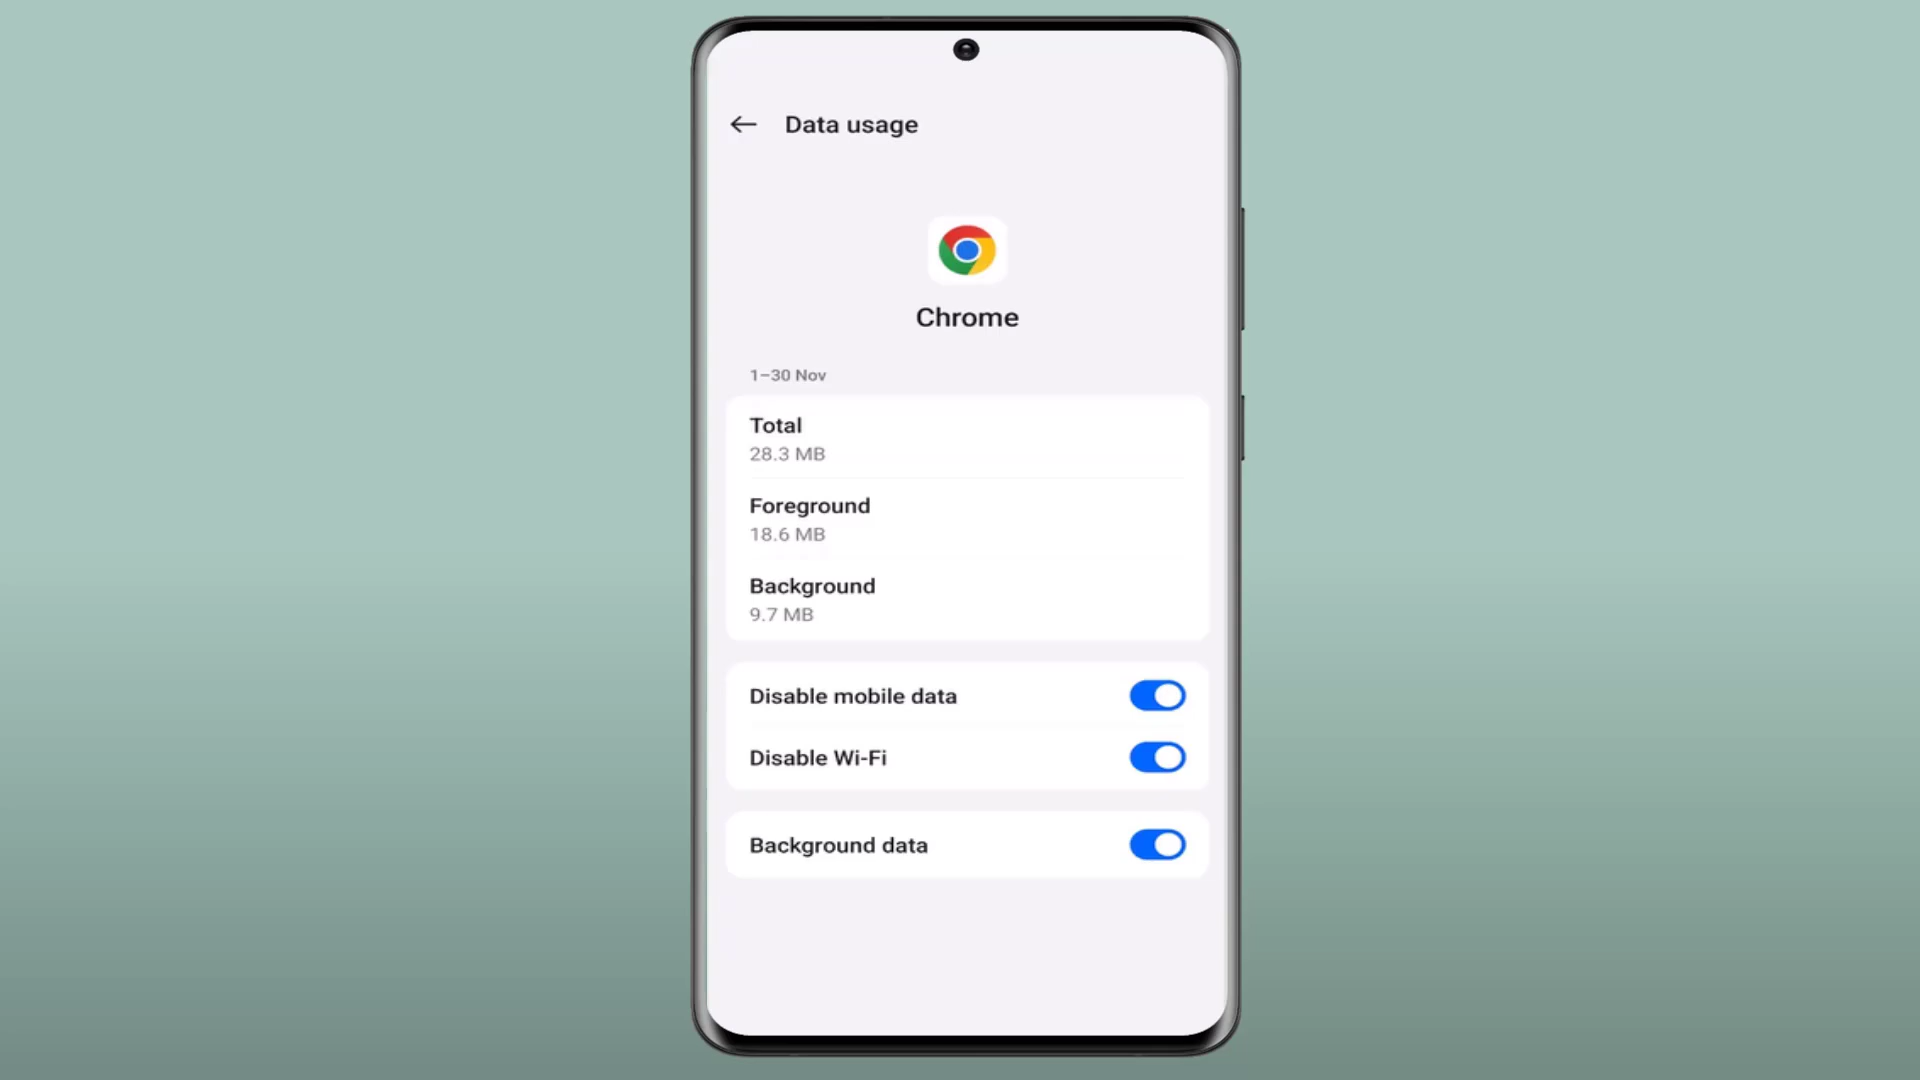 Data usage
Chrome
1–30 Nov
Total
28.3 MB
Foreground
18.6 MB
Background
9.7 MB
Disable mobile data
Disable Wi-Fi
Background data